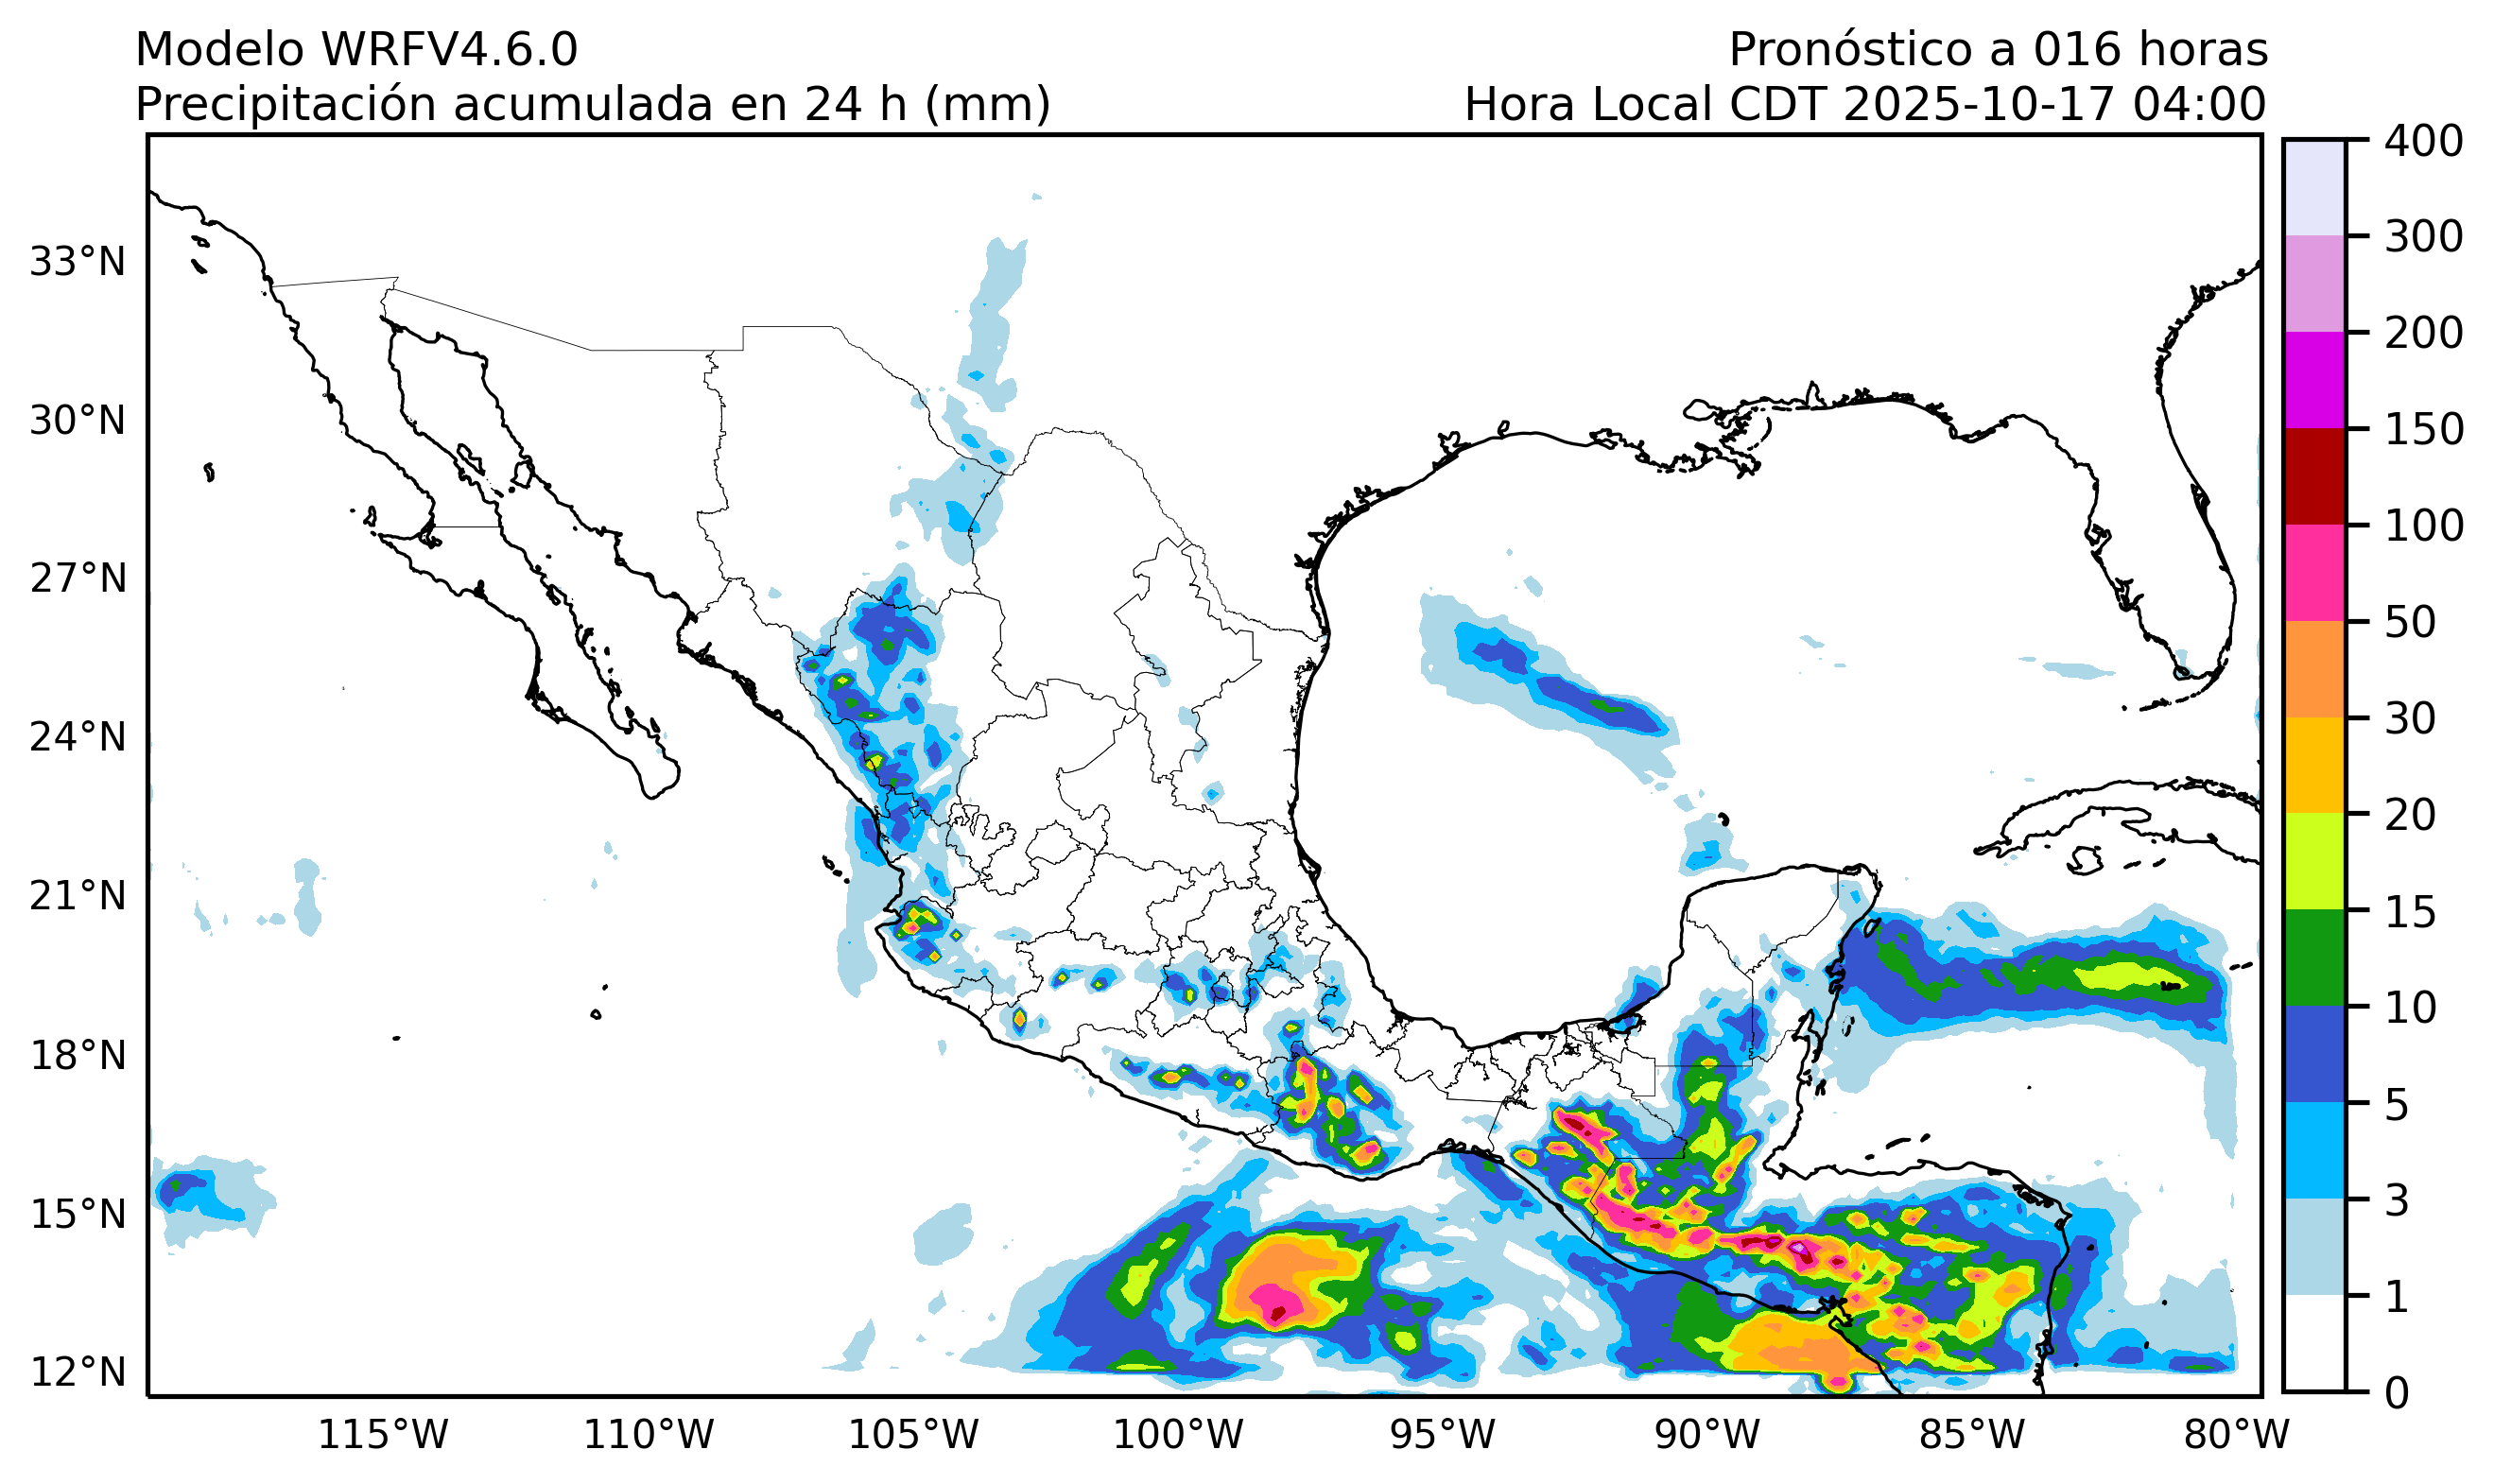 Modelo WRFV4.6.0
Pronóstico a 016 horas
Precipitación acumulada en 24 h (mm)
Hora Local CDT 2025-10-17 04:00
400
300
200
150
100
50
30
20
15
10
5
3
1
0
33°N
30°N
27°N
24°N
21°N
18°N
15°N
12°N
115°W
110°W
105°W
100°W
95°W
90°W
85°W
80°W